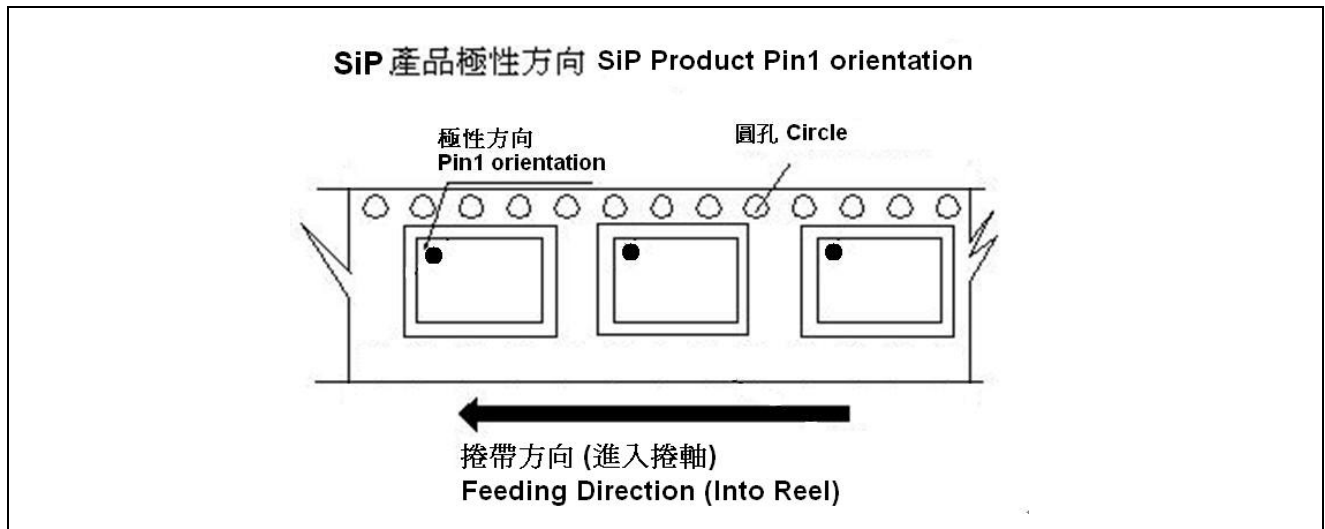 SiP 產品極性方向 SiP Product Pin1 orientation
極性方向
Pin1 orientation
圓孔 Circle
捲帶方向 (進入捲軸)
Feeding Direction (Into Reel)